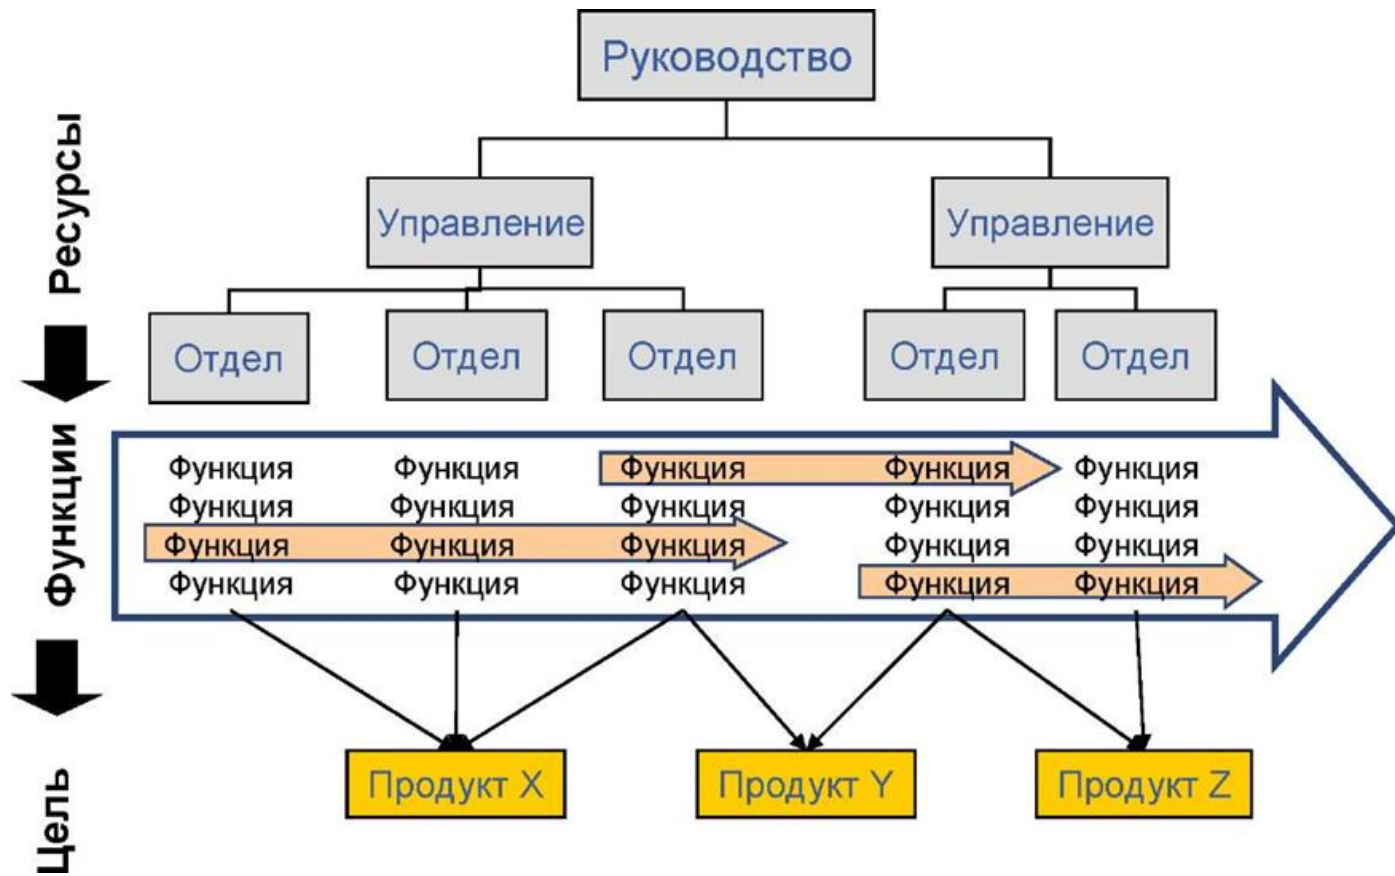 Руководство
Ресурсы
Управление
Управление
Отдел
Отдел
Отдел
Отдел
Отдел
Функции
Функция Функция Функция Функция Функция
Функция Функция Функция Функция Функция
Функция Функция Функция Функция Функция
Функция Функция Функция Функция Функция
Цель
Продукт X
Продукт Y
Продукт Z